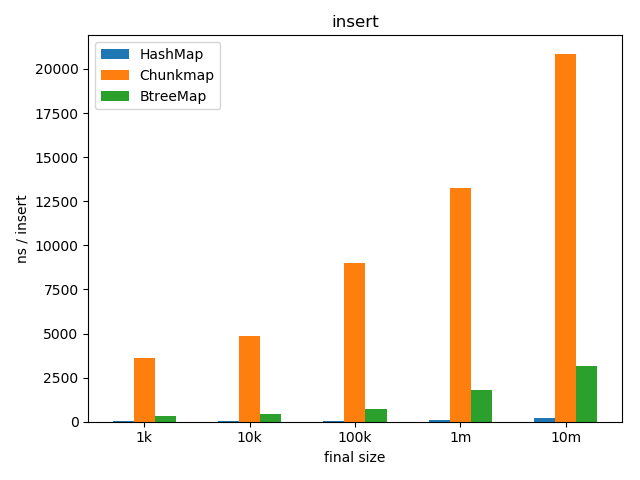 insert
HashMap
Chunkmap
BtreeMap
ns / insert
20000
17500
15000
12500
10000
7500
5000
2500
0
1k 10k 100k 1m 10m
final size